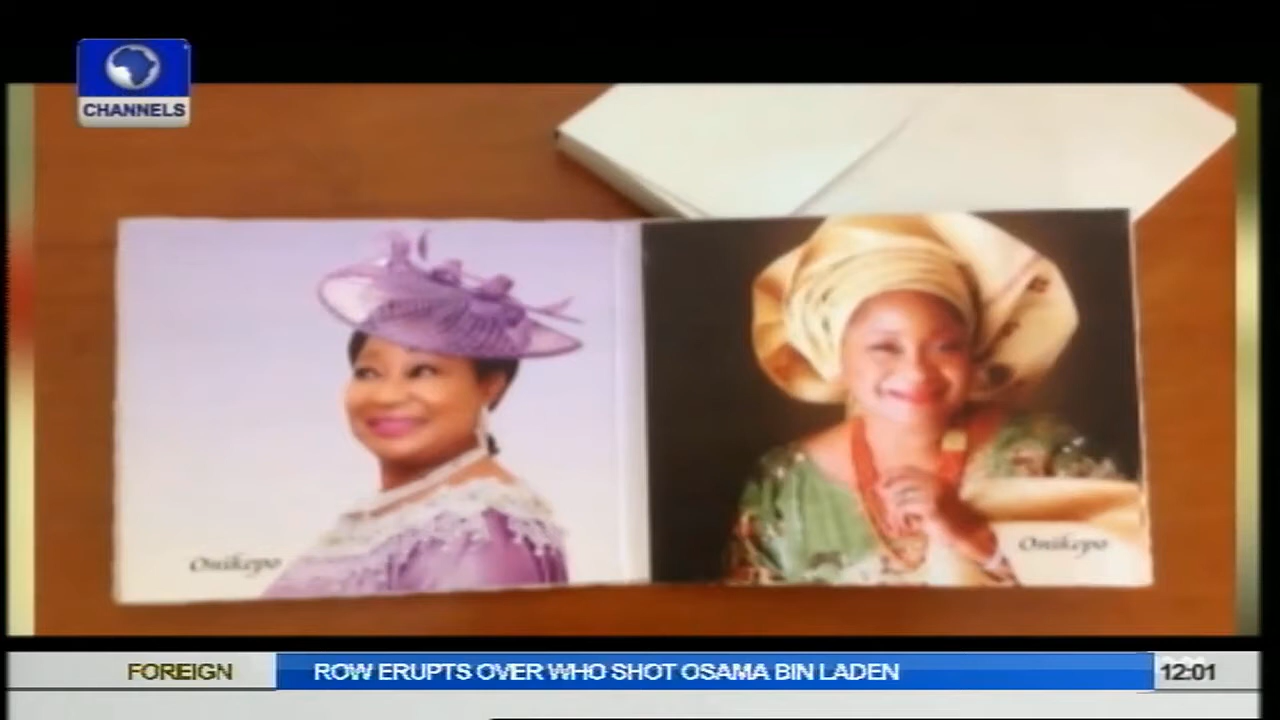 CHANNELS
Onikepo
Onikepo
FOREIGN
ROW ERUPTS OVER WHO SHOT OSAMA BIN LADEN
12:01